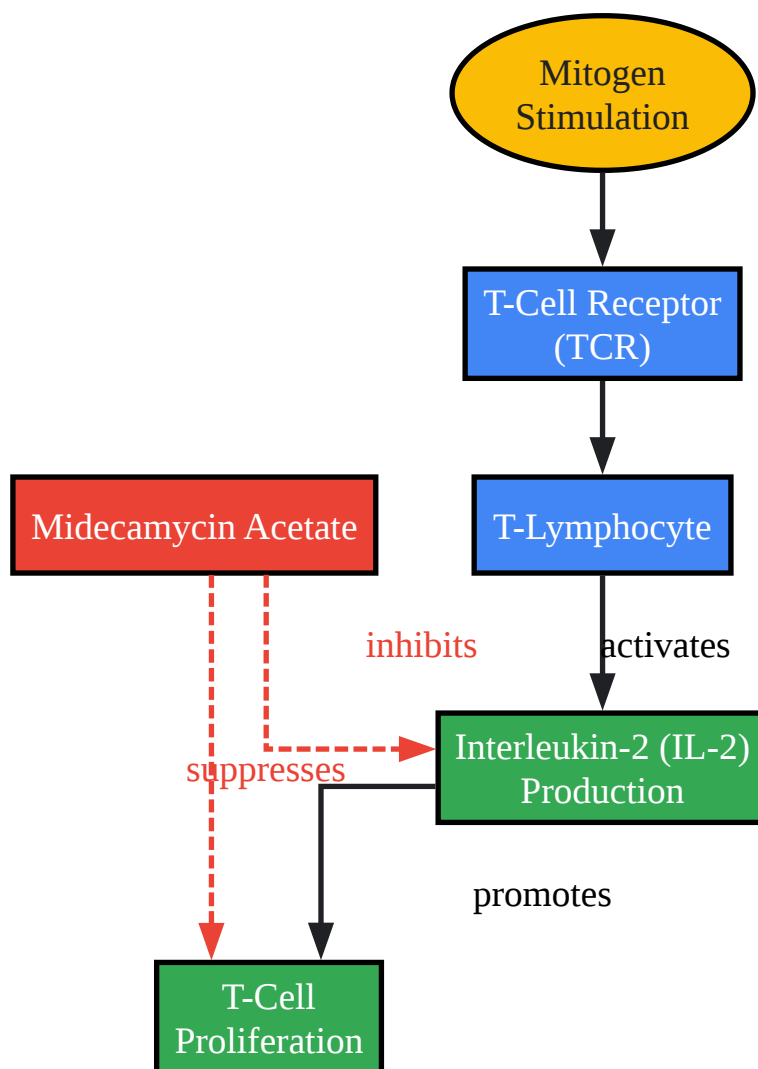 Mitogen
Stimulation
T-Cell Receptor
(TCR)
Midecamycin Acetate
T-Lymphocyte
inhibits
activates
Interleukin-2 (IL-2)
Production
suppresses
promotes
T-Cell
Proliferation